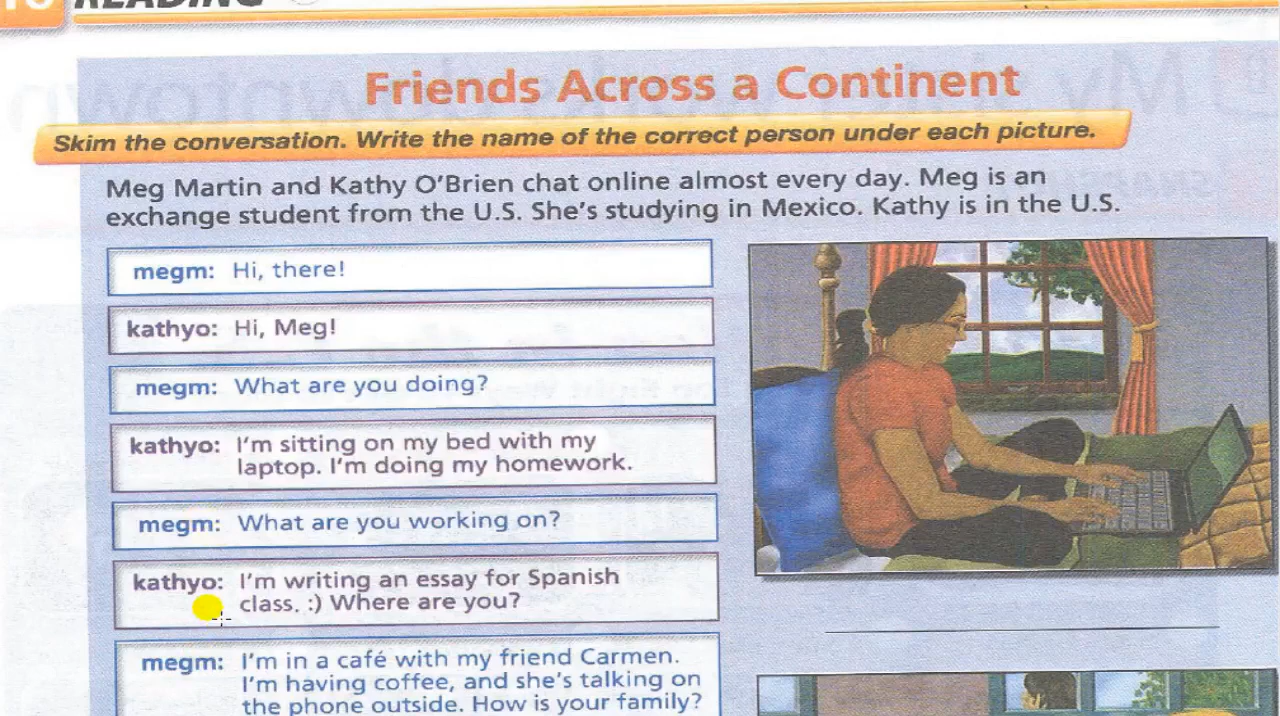 READING
Friends Across a Continent
Skim the conversation. Write the name of the correct person under each picture.
Meg Martin and Kathy O'Brien chat online almost every day. Meg is an
exchange student from the U.S. She's studying in Mexico. Kathy is in the U.S.
megm: Hi, there!
kathyo: Hi, Meg!
megm: What are you doing?
kathyo: I'm sitting on my bed with my
laptop. I'm doing my homework.
megm: What are you working on?
kathyo: I'm writing an essay for Spanish
class. :) Where are you?
megm: I'm in a café with my friend Carmen.
I'm having coffee, and she's talking on
the phone outside. How is your family?